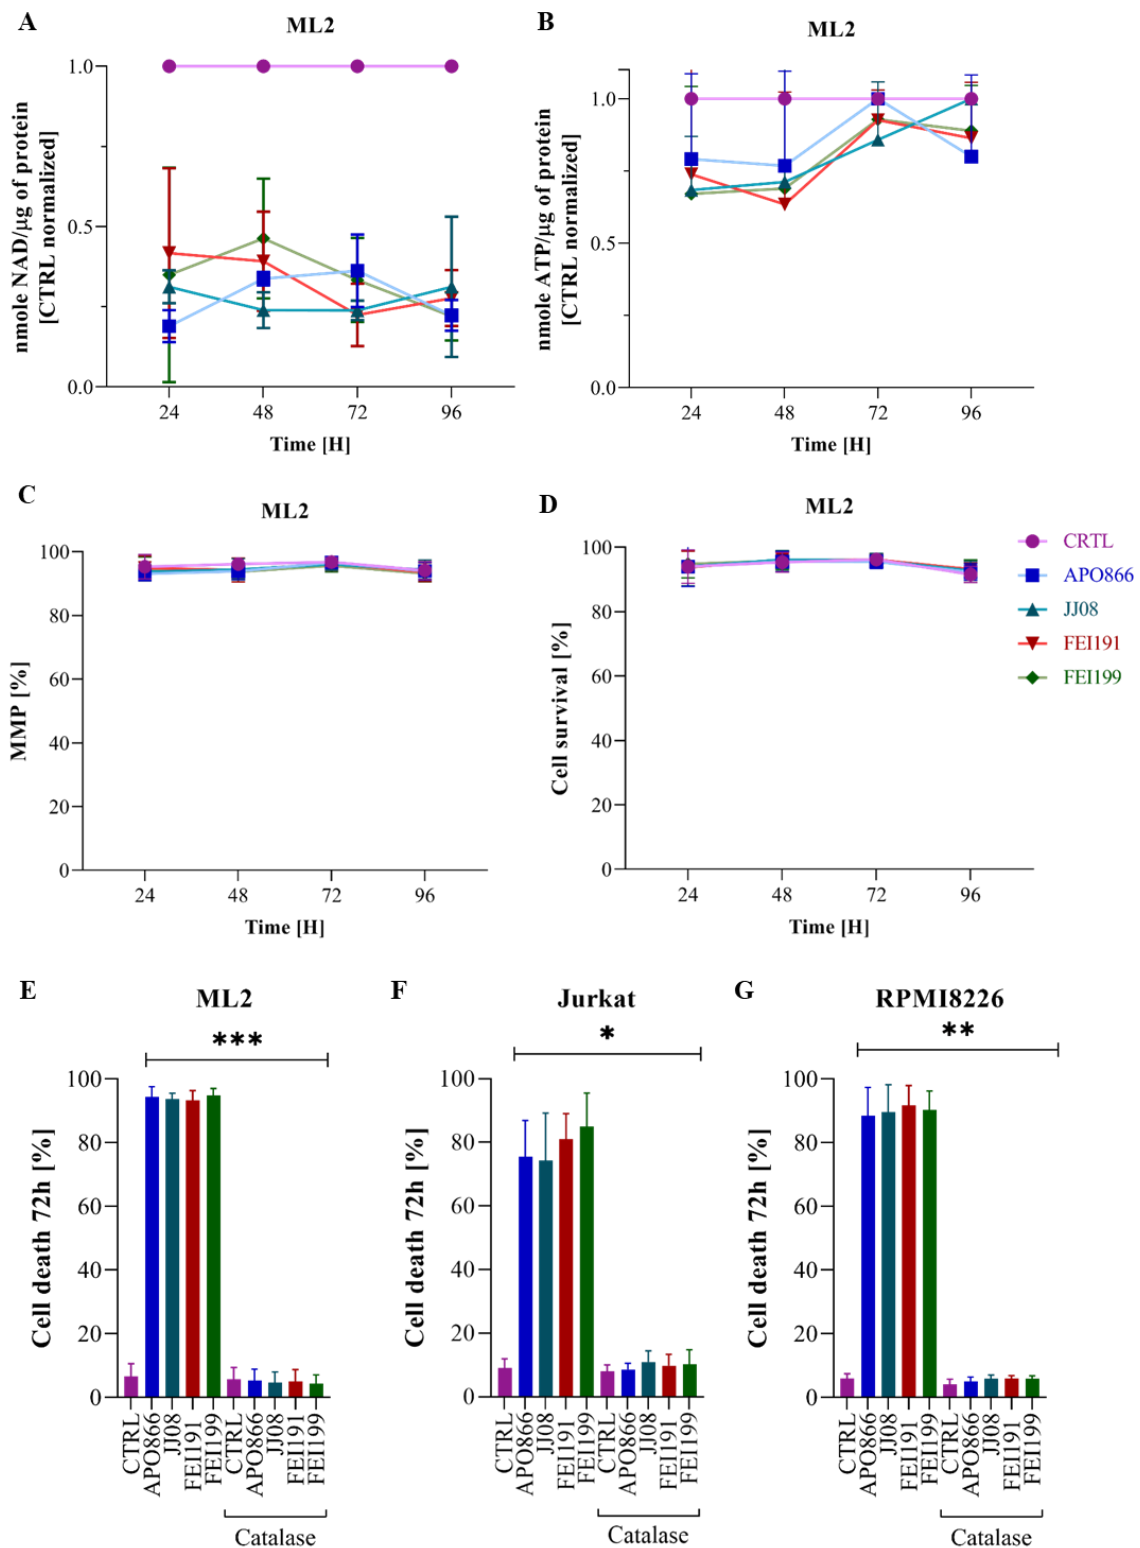 A
ML2
nmole NAD/µg of protein
[CTRL normalized]
1.0
0.5
0.0
24 48 72 96
Time [H]
B
ML2
nmole ATP/µg of protein
[CTRL normalized]
1.0
0.5
0.0
24 48 72 96
Time [H]
C
ML2
MMP [%]
100
80
60
40
20
0
24 48 72 96
Time [H]
D
ML2
Cell survival [%]
100
80
60
40
20
0
24 48 72 96
Time [H]
CRTL
APO866
JJ08
FEI191
FEI199
E
ML2
***
Cell death 72h [%]
100
80
60
40
20
0
CTRL
APO866
JJ08
FEI191
FEI199
CTRL
APO866
JJ08
FEI191
FEI199
Catalase
F
Jurkat
*
Cell death 72h [%]
100
80
60
40
20
0
CTRL
APO866
JJ08
FEI191
FEI199
CTRL
APO866
JJ08
FEI191
FEI199
Catalase
G
RPMI8226
**
Cell death 72h [%]
100
80
60
40
20
0
CTRL
APO866
JJ08
FEI191
FEI199
CTRL
APO866
JJ08
FEI191
FEI199
Catalase